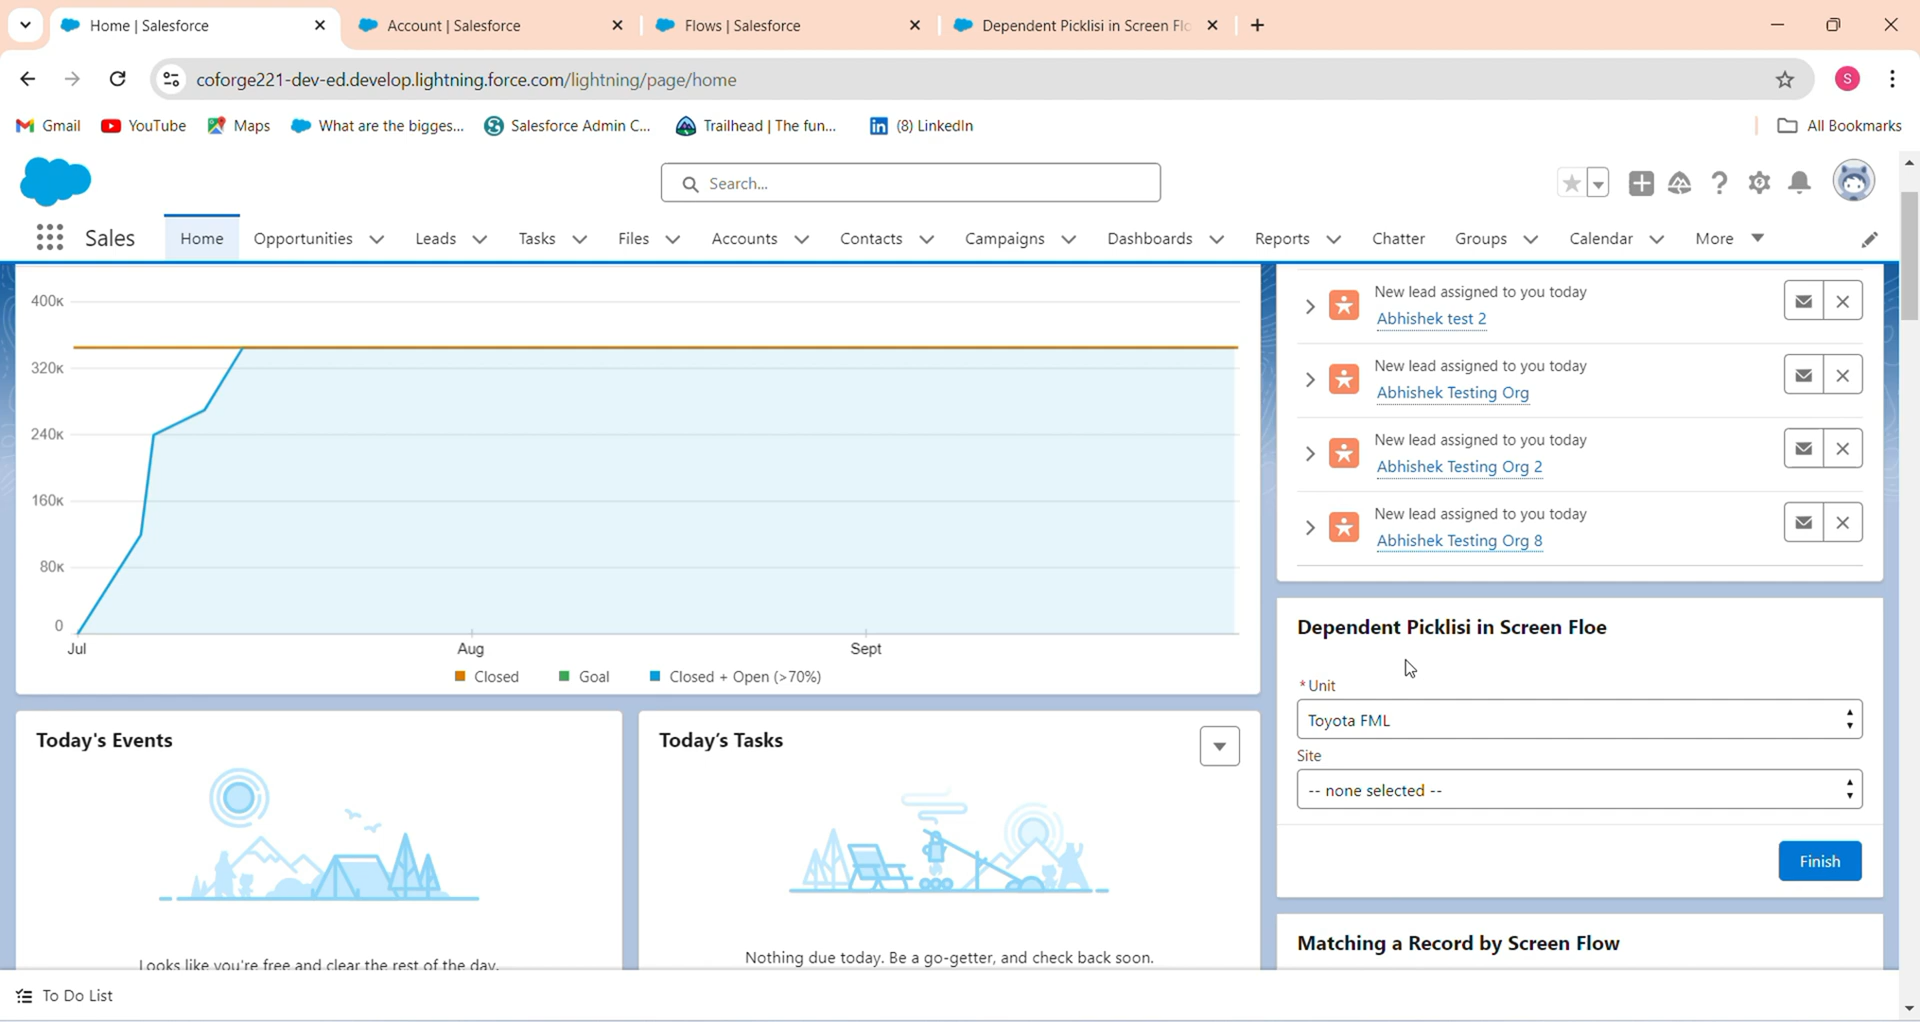 Home | Salesforce
Account | Salesforce
Flows | Salesforce
Dependent Picklisi in Screen Flo
coforge221-dev-ed.develop.lightning.force.com/lightning/page/home
S
Gmail
YouTube
Maps
What are the bigges...
Salesforce Admin C...
Trailhead | The fun...
(8) LinkedIn
All Bookmarks
Search...
Sales
Home
Opportunities
Leads
Tasks
Files
Accounts
Contacts
Campaigns
Dashboards
Reports
Chatter
Groups
Calendar
More
400K
320K
240K
160K
80K
0
Jul
Aug
Sept
Closed
Goal
Closed + Open (>70%)
New lead assigned to you today
Abhishek test 2
New lead assigned to you today
Abhishek Testing Org
New lead assigned to you today
Abhishek Testing Org 2
New lead assigned to you today
Abhishek Testing Org 8
Dependent Picklisi in Screen Floe
*Unit
Toyota FML
Site
-- none selected --
Finish
Matching a Record by Screen Flow
Today's Events
Looks like you're free and clear the rest of the day.
Today's Tasks
Nothing due today. Be a go-getter, and check back soon.
To Do List